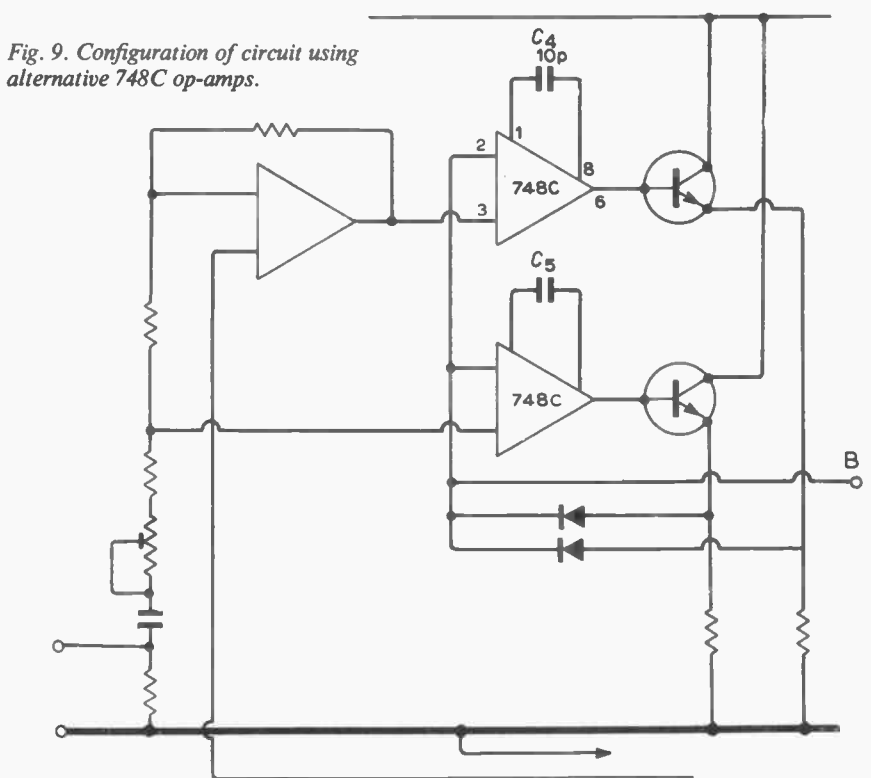 Fig. 9. Configuration of circuit using
alternative 748C op-amps.
C4
10p
1
2
8
748C
3
6
C5
748C
B